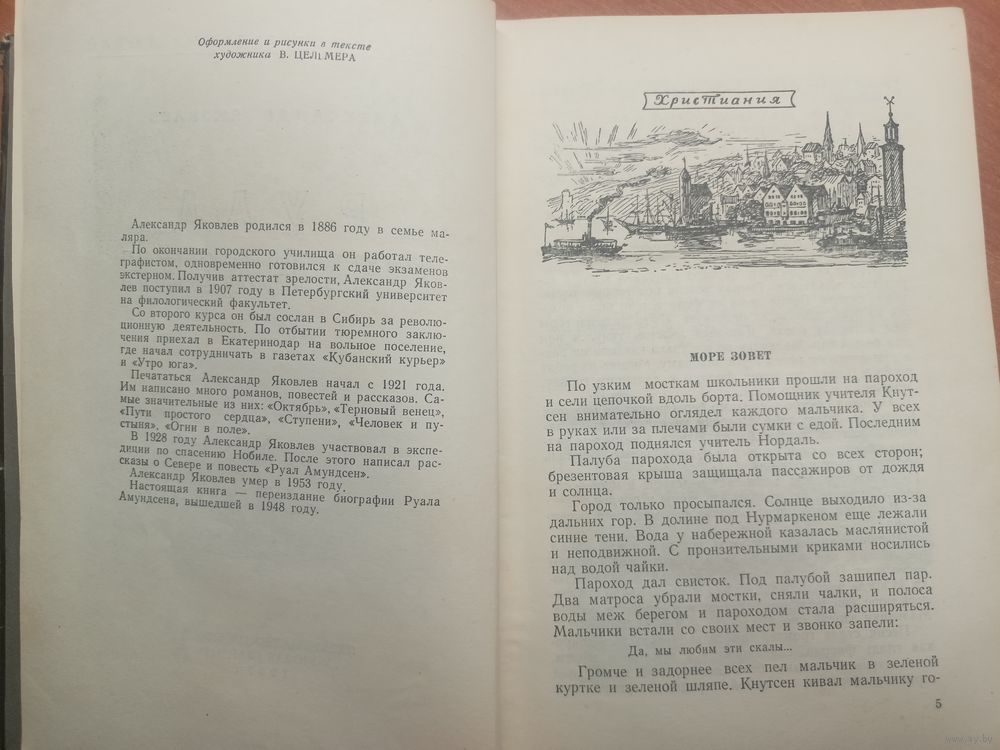 Оформление и рисунки в тексте
художника В. ЦЕЛЬМЕРА
Александр Яковлев родился в 1886 году в семье ма-
ляра.
По окончании городского училища он работал теле-
графистом, одновременно готовился к сдаче экзаменов
экстерном. Получив аттестат зрелости, Александр Яков-
лев поступил в 1907 году в Петербургский университет
на филологический факультет.
Со второго курса он был сослан в Сибирь за револю-
ционную деятельность. По отбытии тюремного заклю-
чения приехал в Екатеринодар на вольное поселение,
где начал сотрудничать в газетах «Кубанский курьер»
и «Утро юга».
Печататься Александр Яковлев начал с 1921 года.
Им написано много романов, повестей и рассказов. Са-
мые значительные из них: «Октябрь», «Терновый венец»,
«Пути простого сердца», «Ступени», «Человек и пу-
стыня», «Огни в поле».
В 1928 году Александр Яковлев участвовал в экспе-
диции по спасению Нобиле. После этого написал рас-
сказы о Севере и повесть «Руал Амундсен».
Александр Яковлев умер в 1953 году.
Настоящая книга — переиздание биографии Руала
Амундсена, вышедшей в 1948 году.
Христиания
МОРЕ ЗОВЕТ
По узким мосткам школьники прошли на пароход
и сели цепочкой вдоль борта. Помощник учителя Кнут-
сен внимательно оглядел каждого мальчика. У всех
в руках или за плечами были сумки с едой. Последним
на пароход поднялся учитель Нордаль.
Палуба парохода была открыта со всех сторон;
брезентовая крыша защищала пассажиров от дождя
и солнца.
Город только просыпался. Солнце выходило из-за
дальних гор. В долине под Нурмаркеном еще лежали
синие тени. Вода у набережной казалась маслянистой
и неподвижной. С пронзительными криками носились
над водой чайки.
Пароход дал свисток. Под палубой зашипел пар.
Два матроса убрали мостки, сняли чалки, и полоса
воды меж берегом и пароходом стала расширяться.
Мальчики встали со своих мест и звонко запели:
Да, мы любим эти скалы...
Громче и задорнее всех пел мальчик в зеленой
куртке и зеленой шляпе. Кнутсен кивал мальчику го-
5
www.ay.by